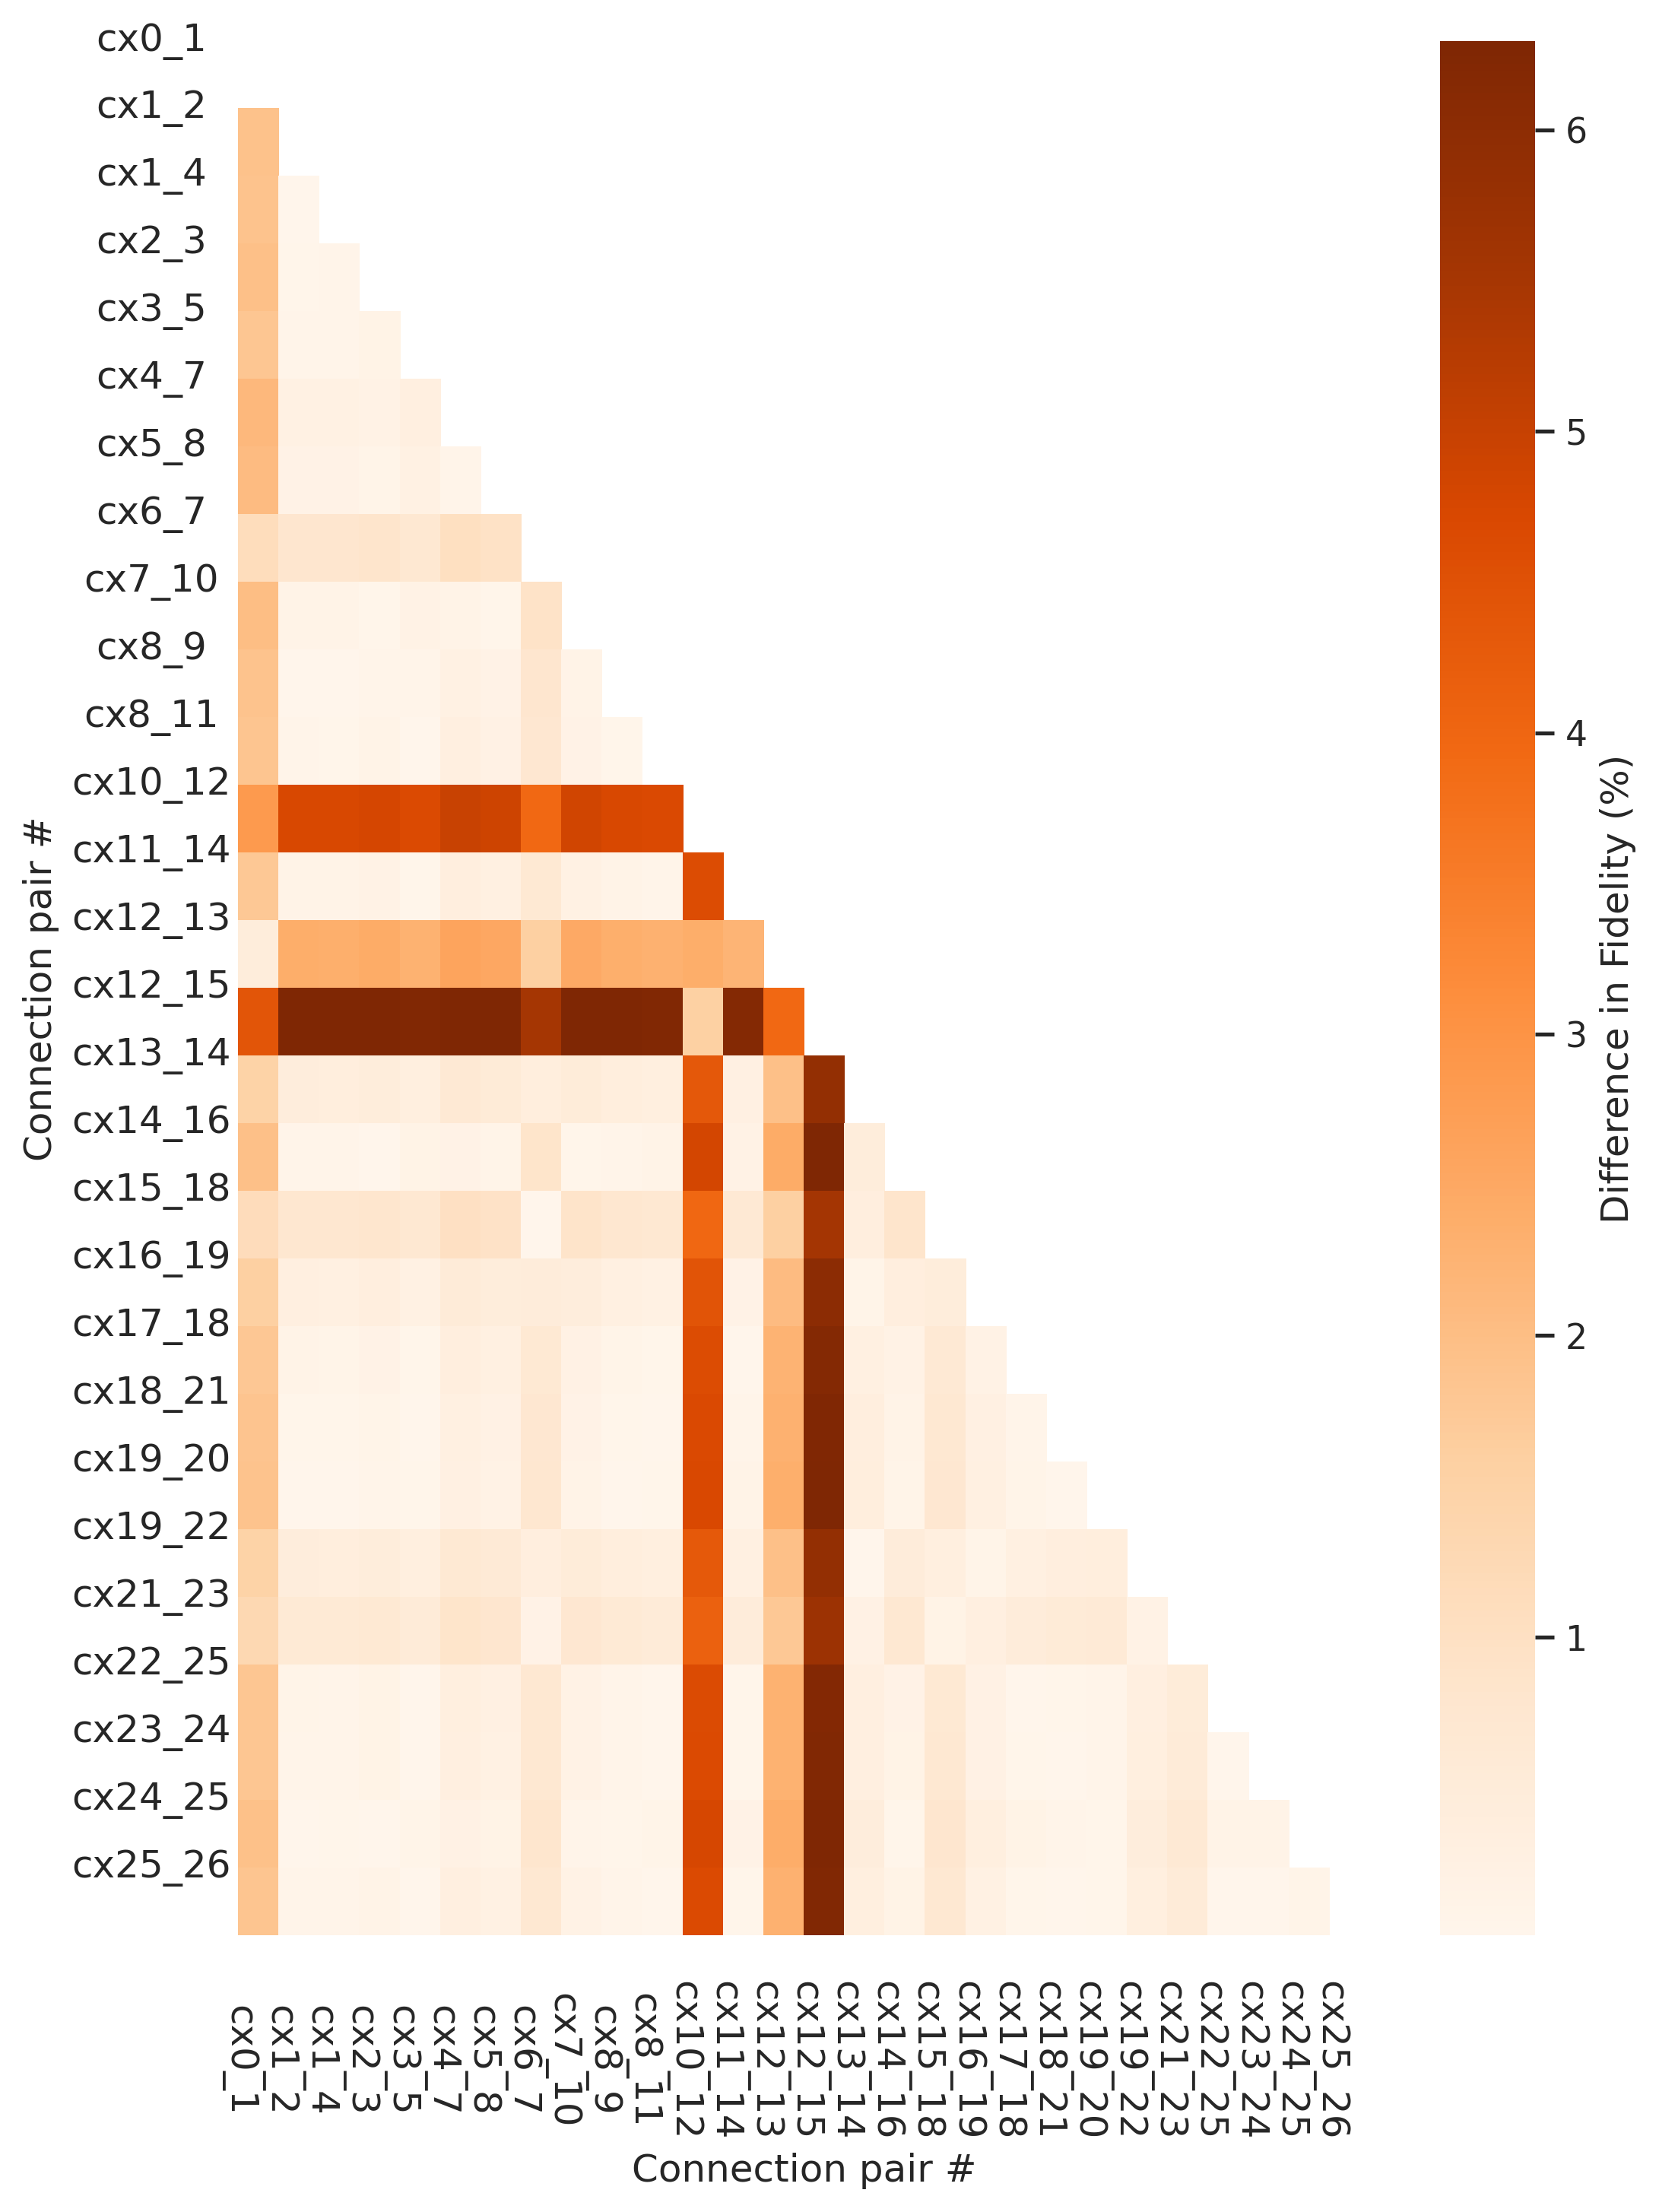 cx0_1
cx1_2
cx1_4
cx2_3
cx3_5
cx4_7
cx5_8
cx6_7
cx7_10
cx8_9
cx8_11
cx10_12
cx11_14
cx12_13
cx12_15
cx13_14
cx14_16
cx15_18
cx16_19
cx17_18
cx18_21
cx19_20
cx19_22
cx21_23
cx22_25
cx23_24
cx24_25
cx25_26
Connection pair #
cx0_1
cx1_2
cx1_4
cx2_3
cx3_5
cx4_7
cx5_8
cx6_7
cx7_10
cx8_9
cx8_11
cx10_12
cx11_14
cx12_13
cx12_15
cx13_14
cx14_16
cx15_18
cx16_19
cx17_18
cx18_21
cx19_20
cx19_22
cx21_23
cx22_25
cx23_24
cx24_25
cx25_26
Connection pair #
6
5
4
3
2
1
Difference in Fidelity (%)